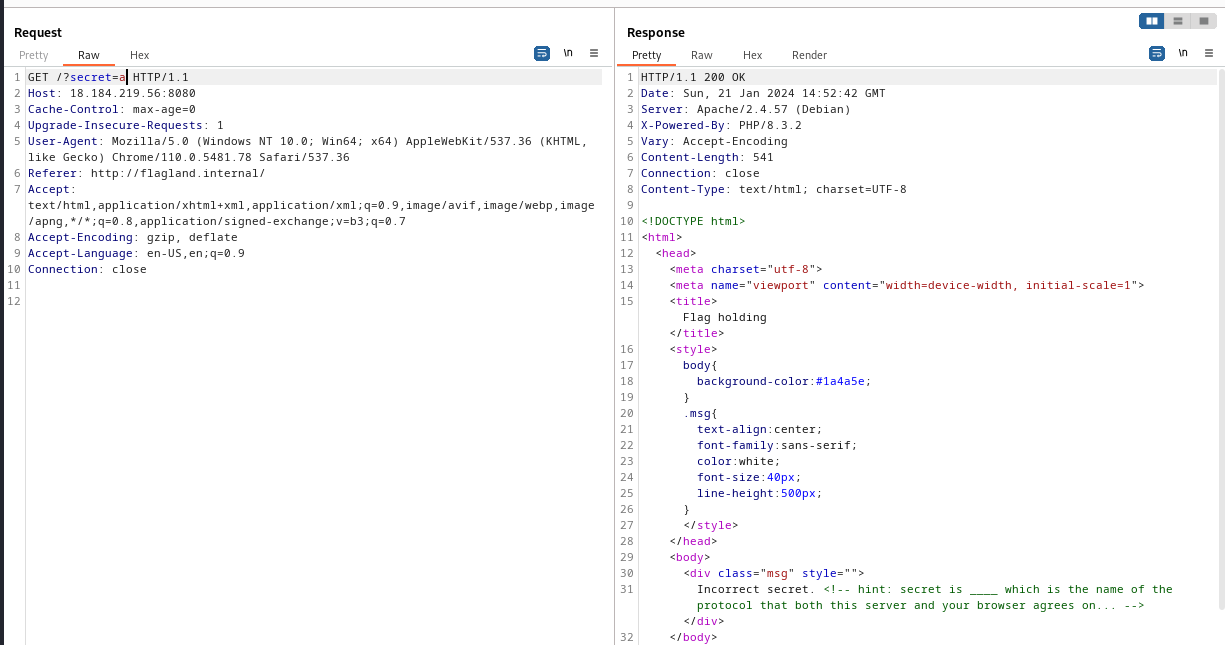 Request
Pretty Raw Hex
\n
1 GET /?secret=a HTTP/1.1
2 Host: 18.184.219.56:8080
3 Cache-Control: max-age=0
4 Upgrade-Insecure-Requests: 1
5 User-Agent: Mozilla/5.0 (Windows NT 10.0; Win64; x64) AppleWebKit/537.36 (KHTML,
like Gecko) Chrome/110.0.5481.78 Safari/537.36
6 Referer: http://flagland.internal/
7 Accept:
text/html,application/xhtml+xml,application/xml;q=0.9,image/avif,image/webp,image
/apng,*/*;q=0.8,application/signed-exchange;v=b3;q=0.7
8 Accept-Encoding: gzip, deflate
9 Accept-Language: en-US,en;q=0.9
10 Connection: close
11
12
Response
Pretty Raw Hex Render
\n
1 HTTP/1.1 200 OK
2 Date: Sun, 21 Jan 2024 14:52:42 GMT
3 Server: Apache/2.4.57 (Debian)
4 X-Powered-By: PHP/8.3.2
5 Vary: Accept-Encoding
6 Content-Length: 541
7 Connection: close
8 Content-Type: text/html; charset=UTF-8
9
10 <!DOCTYPE html>
11 <html>
12 <head>
13 <meta charset="utf-8">
14 <meta name="viewport" content="width=device-width, initial-scale=1">
15 <title>
Flag holding
</title>
16 <style>
17 body{
18 background-color:#1a4a5e;
19 }
20 .msg{
21 text-align:center;
22 font-family:sans-serif;
23 color:white;
24 font-size:40px;
25 line-height:500px;
26 }
27 </style>
28 </head>
29 <body>
30 <div class="msg" style="">
31 Incorrect secret. <!-- hint: secret is ____ which is the name of the
protocol that both this server and your browser agrees on... -->
</div>
32 </body>